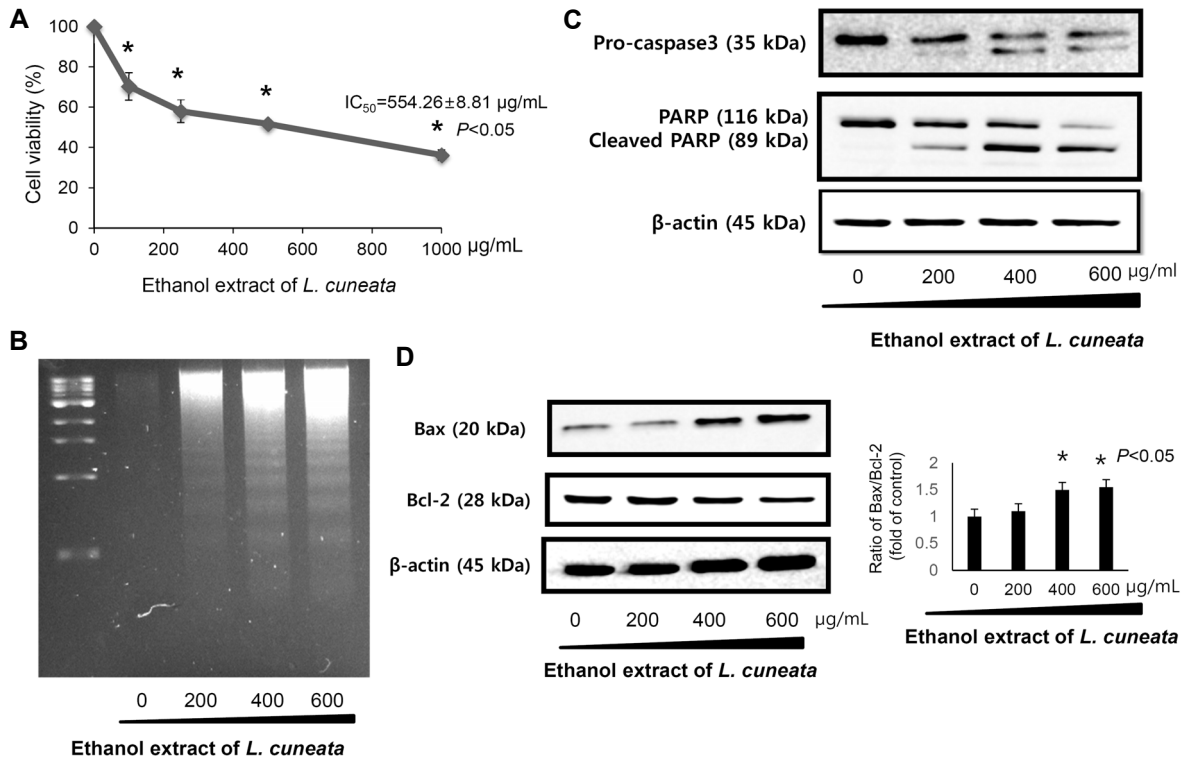 A
100
80
60
40
20
0
Cell viability (%)
*
*
*
*
IC50=554.26±8.81 µg/mL
P<0.05
0 200 400 600 800 1000 µg/mL
Ethanol extract of L. cuneata
B
0 200 400 600
Ethanol extract of L. cuneata
C
Pro-caspase3 (35 kDa)
PARP (116 kDa)
Cleaved PARP (89 kDa)
β-actin (45 kDa)
0 200 400 600 µg/ml
Ethanol extract of L. cuneata
D
Bax (20 kDa)
Bcl-2 (28 kDa)
β-actin (45 kDa)
0 200 400 600 µg/mL
Ethanol extract of L. cuneata
Ratio of Bax/Bcl-2
(fold of control)
2
1.5
1
0.5
0
* * P<0.05
0 200 400 600 µg/mL
Ethanol extract of L. cuneata